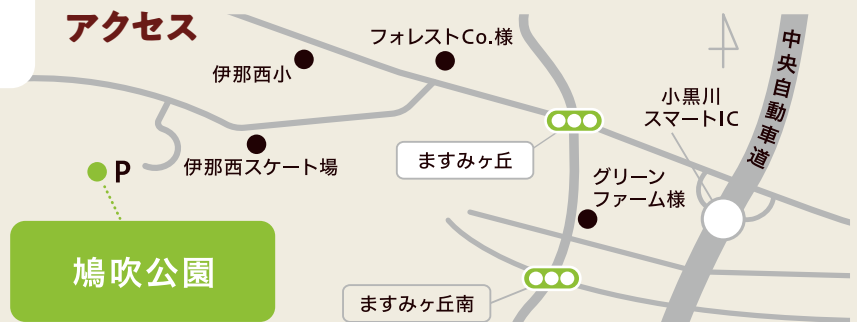 アクセス
フォレストCo.様
伊那西小
中央自動車道
小黒川
スマートIC
ますみヶ丘
伊那西スケート場
P
グリーン
ファーム様
鳩吹公園
ますみヶ丘南